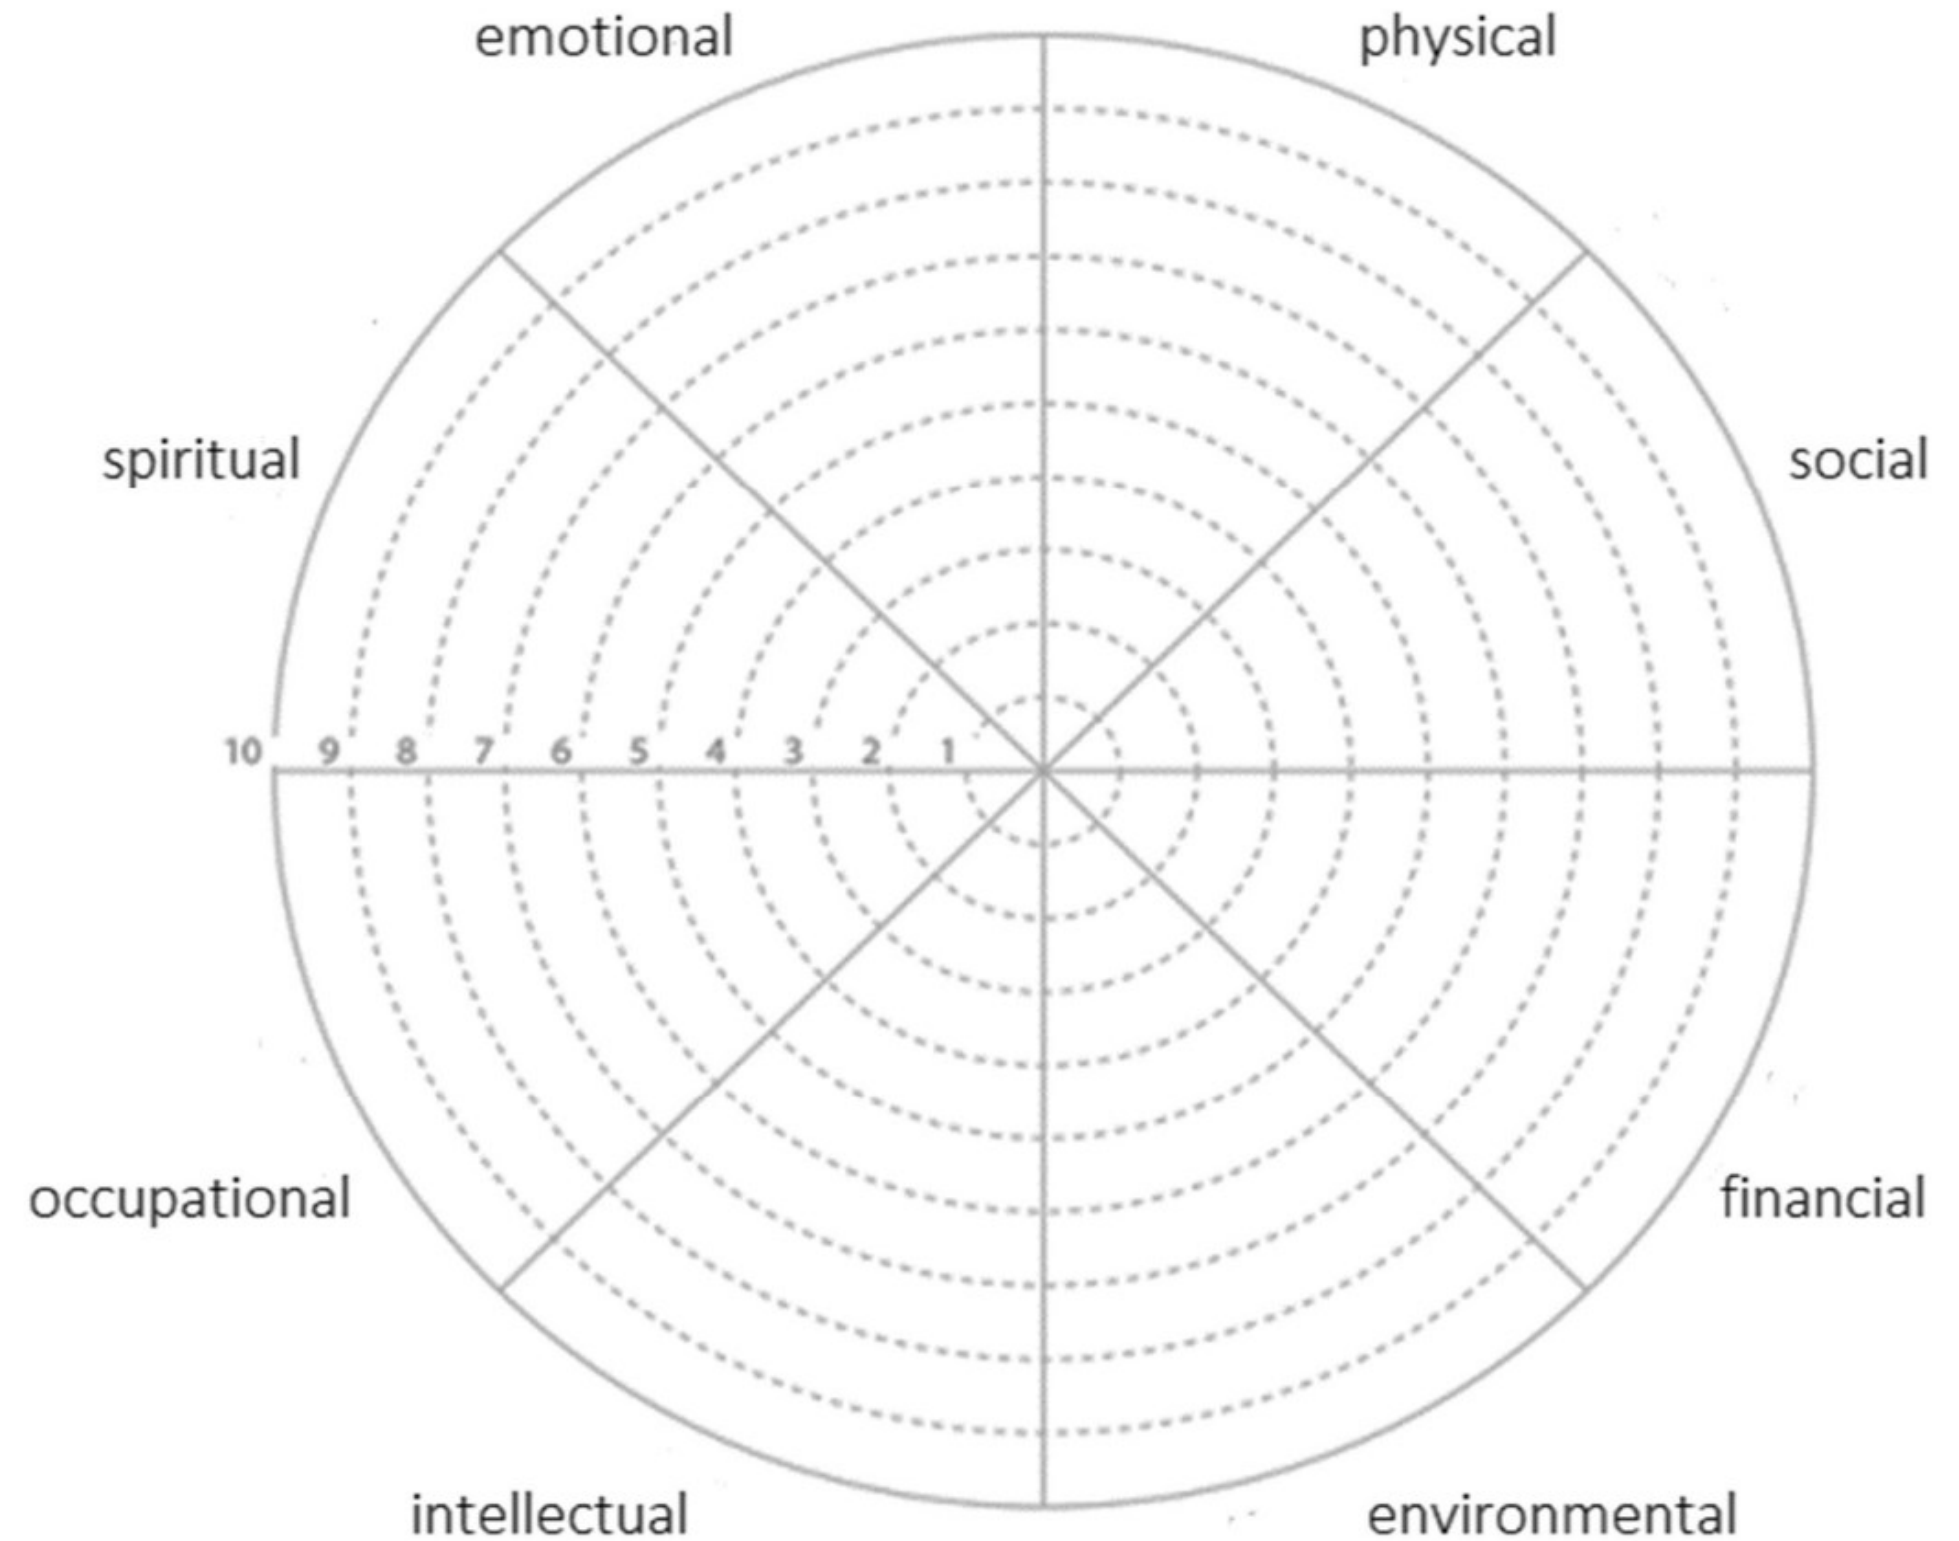 emotional
physical
spiritual
social
10 9 8 7 6 5 4 3 2 1
occupational
financial
intellectual
environmental